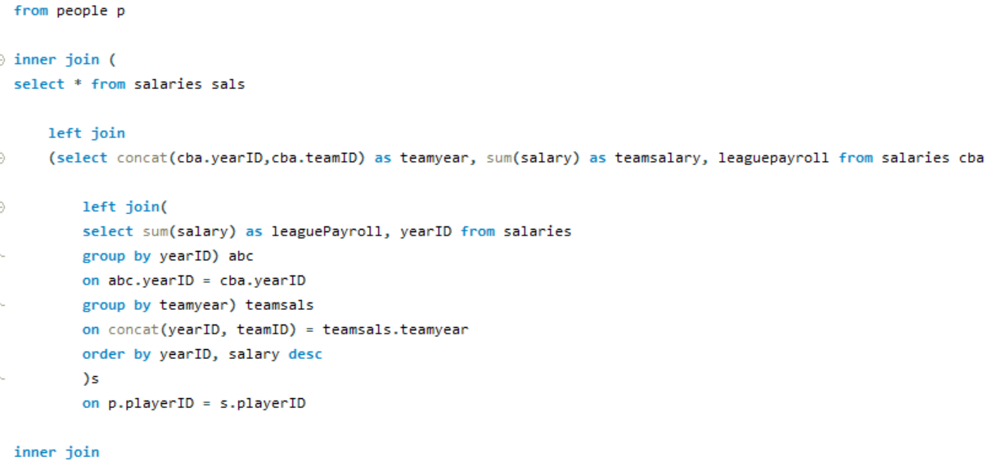 from people p
inner join (
select * from salaries sals
left join
(select concat(cba.yearID,cba.teamID) as teamyear, sum(salary) as teamsalary, leaguepayroll from salaries cba
left join(
select sum(salary) as leaguePayroll, yearID from salaries
group by yearID) abc
on abc.yearID = cba.yearID
group by teamyear) teamsals
on concat(yearID, teamID) = teamsals.teamyear
order by yearID, salary desc
)s
on p.playerID = s.playerID
inner join